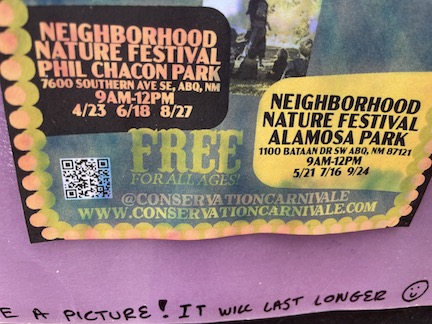 NEIGHBORHOOD
NATURE FESTIVAL
PHIL CHACON PARK
7600 SOUTHERN AVE SE, ABQ, NM
9AM-12PM
4/23 6/18 8/27
NEIGHBORHOOD
NATURE FESTIVAL
ALAMOSA PARK
1100 BATAAN DR SW ABQ, NM 87121
9AM-12PM
5/21 7/16 9/24
FREE
FOR ALL AGES!
@CONSERVATIONCARNIVALE
WWW.CONSERVATIONCARNIVALE.COM
E A PICTURE! IT WILL LAST LONGER